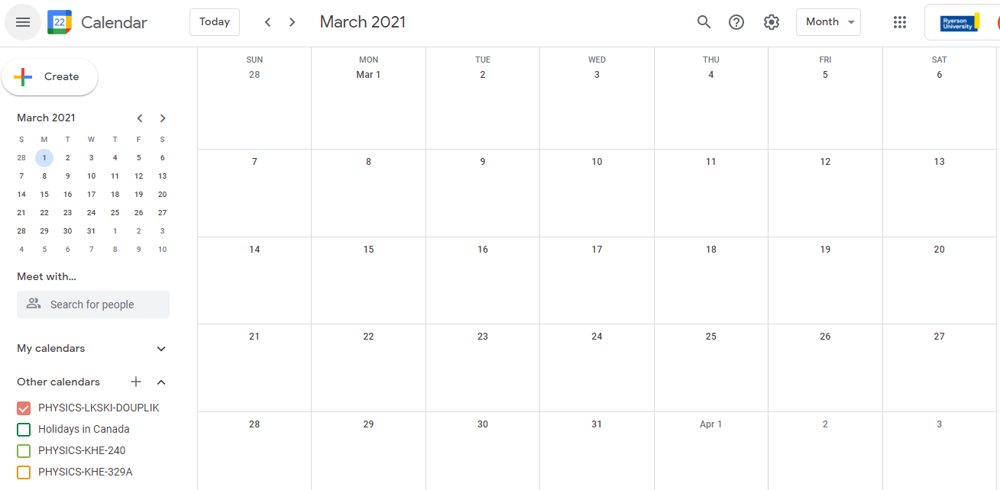 22 Calendar Today March 2021 Month Ryerson
University
Create
March 2021
S M T W T F S
28 1 2 3 4 5 6
7 8 9 10 11 12 13
14 15 16 17 18 19 20
21 22 23 24 25 26 27
28 29 30 31 1 2 3
4 5 6 7 8 9 10
Meet with...
Search for people
My calendars
Other calendars
PHYSICS-LKSKI-DOUPLIK
Holidays in Canada
PHYSICS-KHE-240
PHYSICS-KHE-329A
SUN MON TUE WED THU FRI SAT
28 Mar 1 2 3 4 5 6
7 8 9 10 11 12 13
14 15 16 17 18 19 20
21 22 23 24 25 26 27
28 29 30 31 Apr 1 2 3